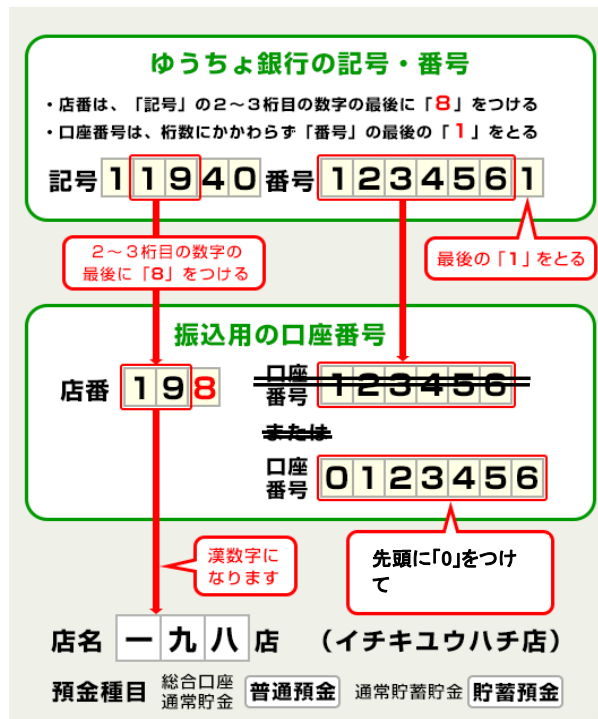 ゆうちょ銀行の記号・番号
・店番は、「記号」の２～３桁目の数字の最後に「８」をつける
・口座番号は、桁数にかかわらず「番号」の最後の「１」をとる
記号 1 1 9 4 0 番号 1 2 3 4 5 6 1
２～３桁目の数字の
最後に「8」をつける
最後の「1」をとる
振込用の口座番号
店番 1 9 8
口座
番号 1 2 3 4 5 6
または
口座
番号 0 1 2 3 4 5 6
漢数字に
なります
先頭に「0」をつけ
て
店名 一 九 八 店 （イチキユウハチ店）
預金種目 総合口座
通常貯金 普通預金 通常貯蓄貯金 貯蓄預金